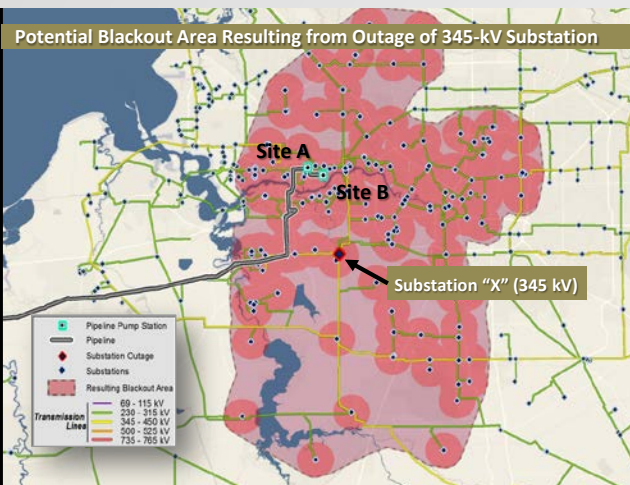 Potential Blackout Area Resulting from Outage of 345-kV Substation
Site A
Site B
Substation “X” (345 kV)
Pipeline Pump Station
Pipeline
Substation Outage
Substations
Resulting Blackout Area
Transmission Lines
69 - 115 kV
230 - 315 kV
345 - 450 kV
500 - 525 kV
735 - 765 kV